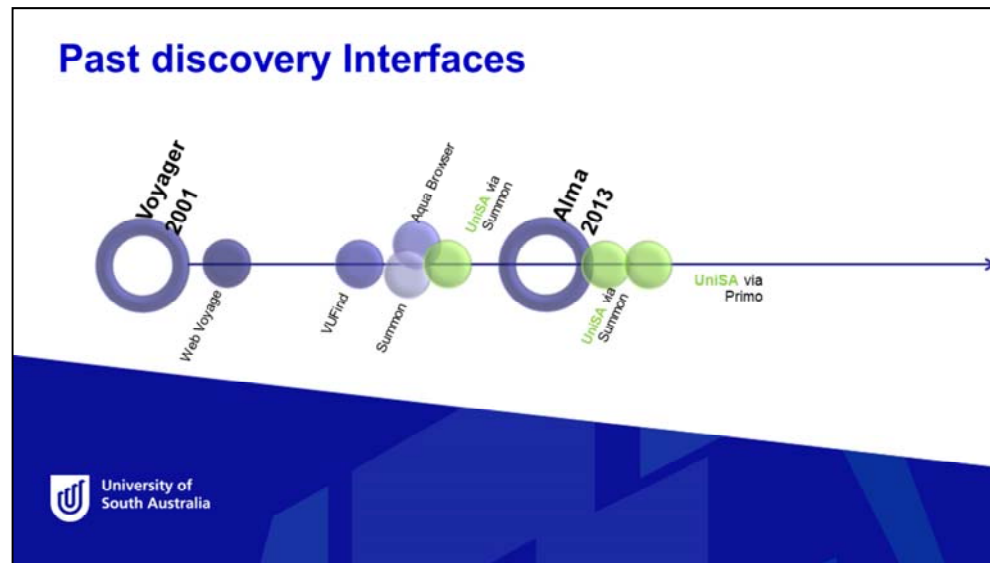 Past discovery Interfaces
Voyager
2001
Web Voyage
VUFind
Summon
Aqua Browser
UniSA via
Summon
Alma
2013
UniSA via
Summon
UniSA via
Primo
University of
South Australia